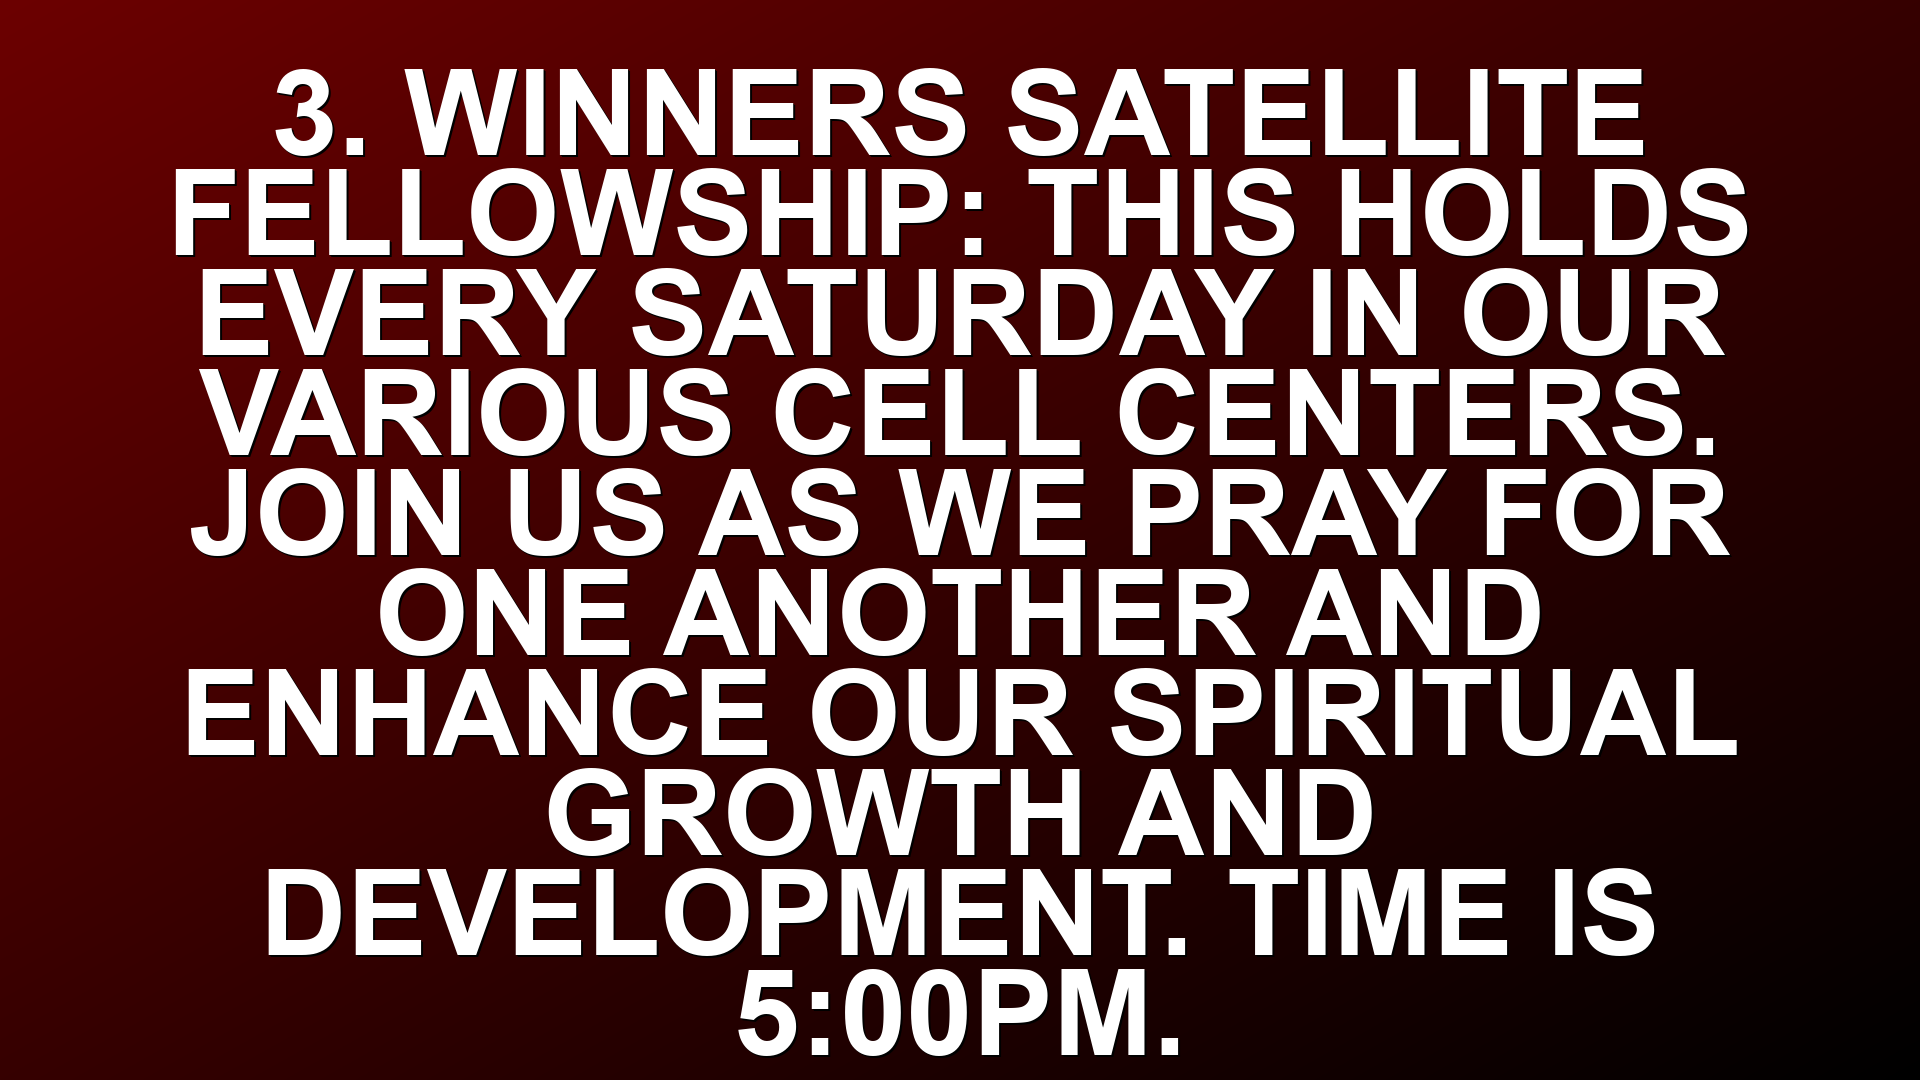 3. WINNERS SATELLITE
FELLOWSHIP: THIS HOLDS
EVERY SATURDAY IN OUR
VARIOUS CELL CENTERS.
JOIN US AS WE PRAY FOR
ONE ANOTHER AND
ENHANCE OUR SPIRITUAL
GROWTH AND
DEVELOPMENT. TIME IS
5:00PM.